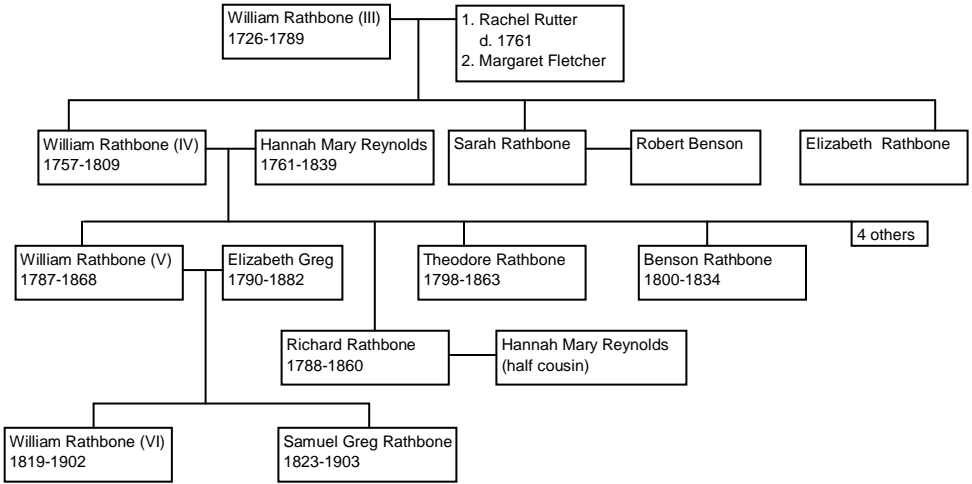 William Rathbone (III)
1726-1789
1. Rachel Rutter
d. 1761
2. Margaret Fletcher
William Rathbone (IV)
1757-1809
Hannah Mary Reynolds
1761-1839
Sarah Rathbone
Robert Benson
Elizabeth Rathbone
4 others
William Rathbone (V)
1787-1868
Elizabeth Greg
1790-1882
Theodore Rathbone
1798-1863
Benson Rathbone
1800-1834
Richard Rathbone
1788-1860
Hannah Mary Reynolds
(half cousin)
William Rathbone (VI)
1819-1902
Samuel Greg Rathbone
1823-1903